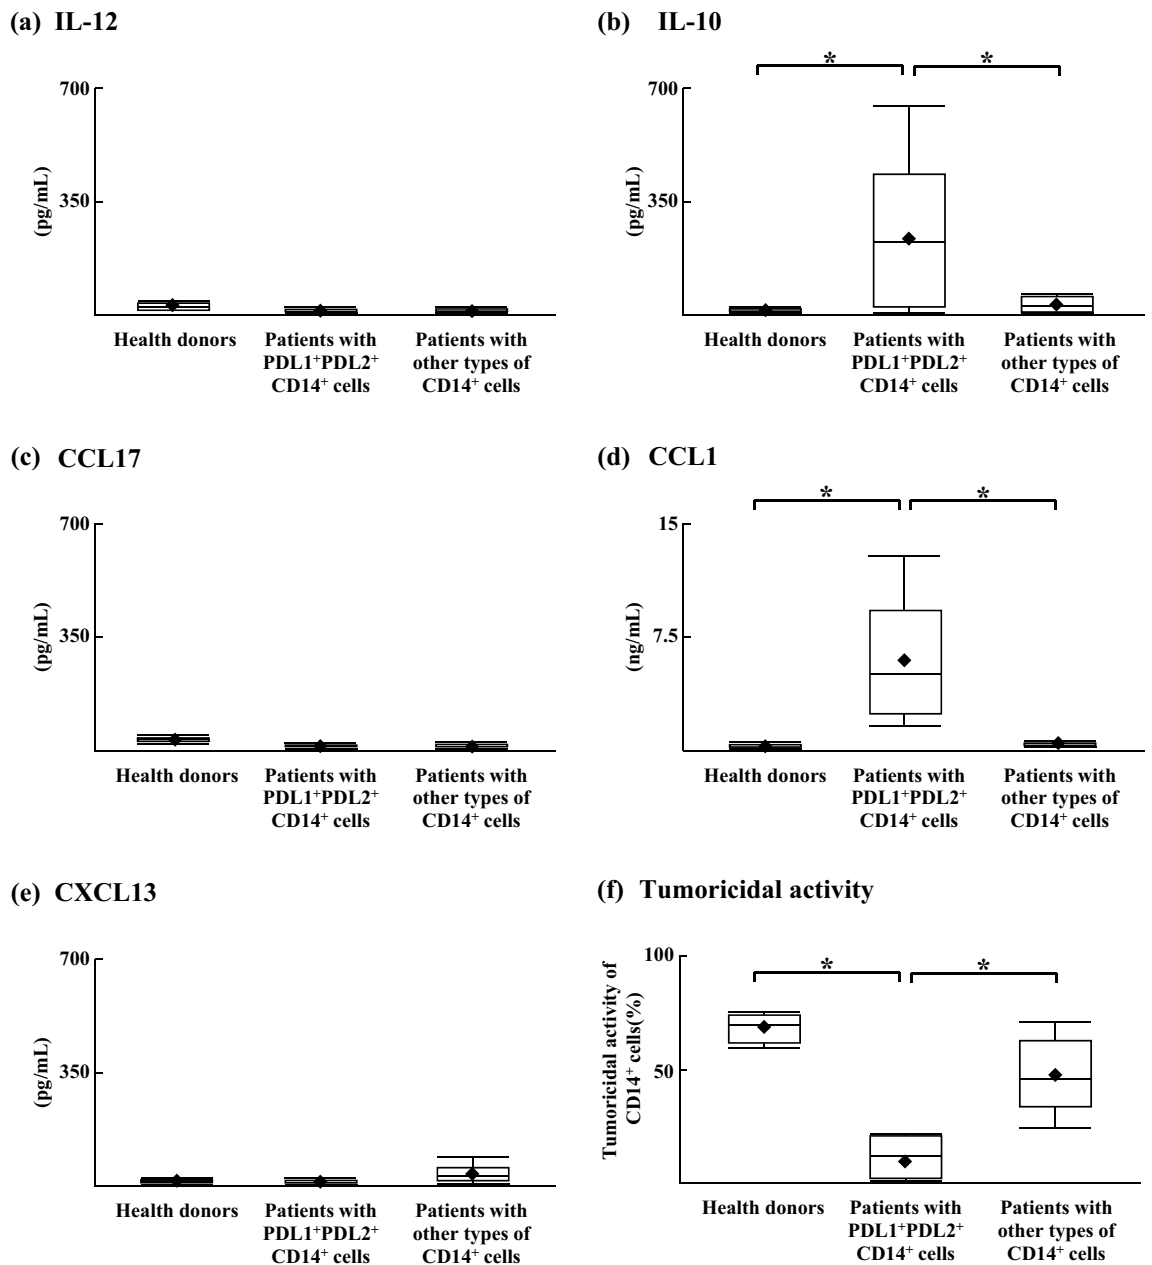 (a) IL-12
700
350
(pg/mL)
Health donors
Patients with
PDL1⁺PDL2⁺
CD14⁺ cells
Patients with
other types of
CD14⁺ cells
(b) IL-10
*
*
700
350
(pg/mL)
Health donors
Patients with
PDL1⁺PDL2⁺
CD14⁺ cells
Patients with
other types of
CD14⁺ cells
(c) CCL17
700
350
(pg/mL)
Health donors
Patients with
PDL1⁺PDL2⁺
CD14⁺ cells
Patients with
other types of
CD14⁺ cells
(d) CCL1
*
*
15
7.5
(ng/mL)
Health donors
Patients with
PDL1⁺PDL2⁺
CD14⁺ cells
Patients with
other types of
CD14⁺ cells
(e) CXCL13
700
350
(pg/mL)
Health donors
Patients with
PDL1⁺PDL2⁺
CD14⁺ cells
Patients with
other types of
CD14⁺ cells
(f) Tumoricidal activity
*
*
100
50
Tumoricidal activity of
CD14⁺ cells(%)
Health donors
Patients with
PDL1⁺PDL2⁺
CD14⁺ cells
Patients with
other types of
CD14⁺ cells